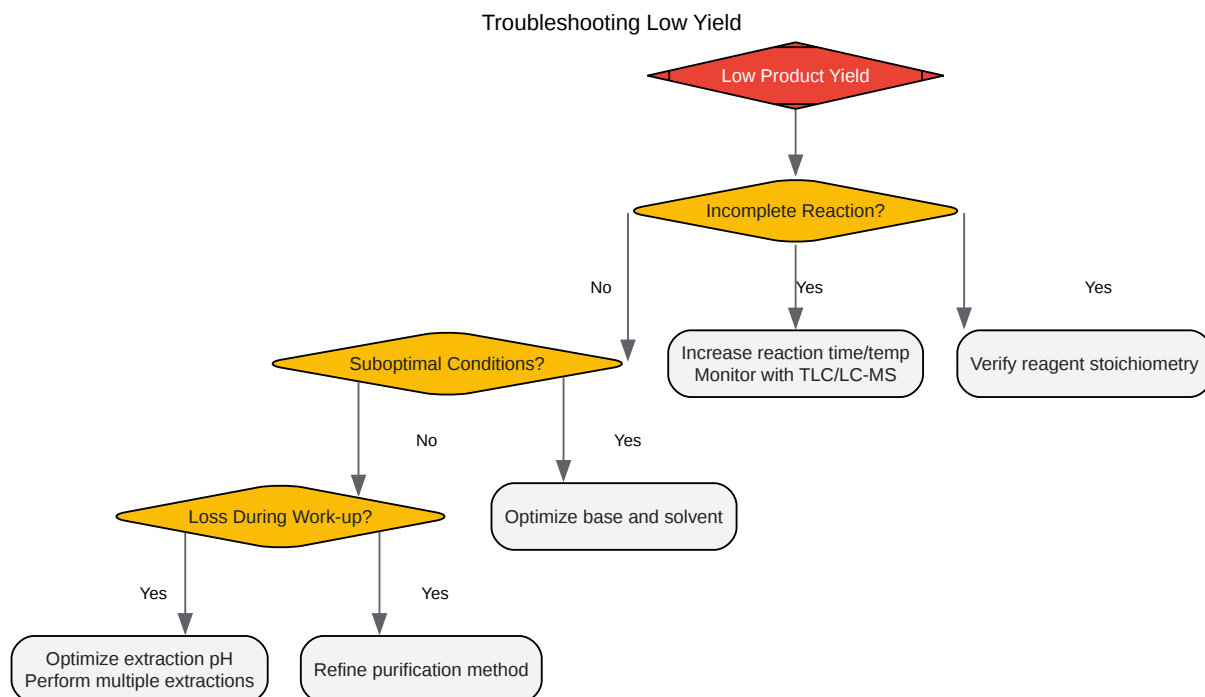 Troubleshooting Low Yield
Low Product Yield
Incomplete Reaction?
No
Yes
Yes
Suboptimal Conditions?
Increase reaction time/temp
Monitor with TLC/LC-MS
Verify reagent stoichiometry
No
Yes
Loss During Work-up?
Optimize base and solvent
Yes
Yes
Optimize extraction pH
Perform multiple extractions
Refine purification method